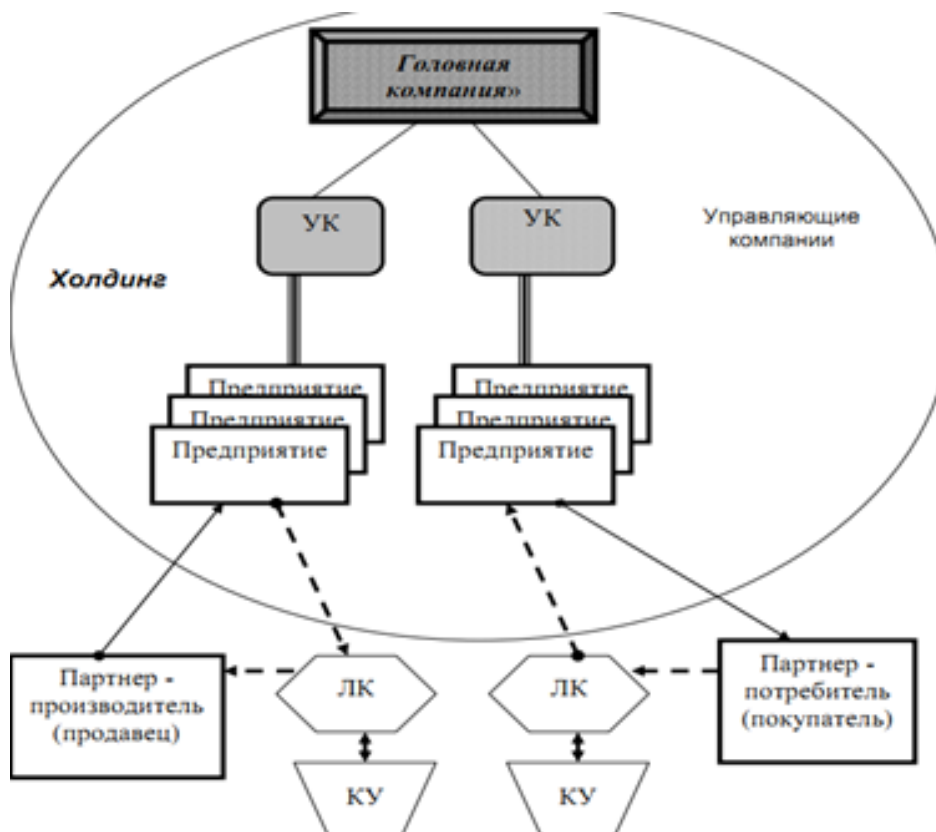 Головная
компания»
УК
УК
Управляющие
компании
Холдинг
Предприятие
Предприятие
Предприятие
Предприятие
Предприятие
Предприятие
Партнер -
производитель
(продавец)
ЛК
ЛК
Партнер -
потребитель
(покупатель)
КУ
КУ